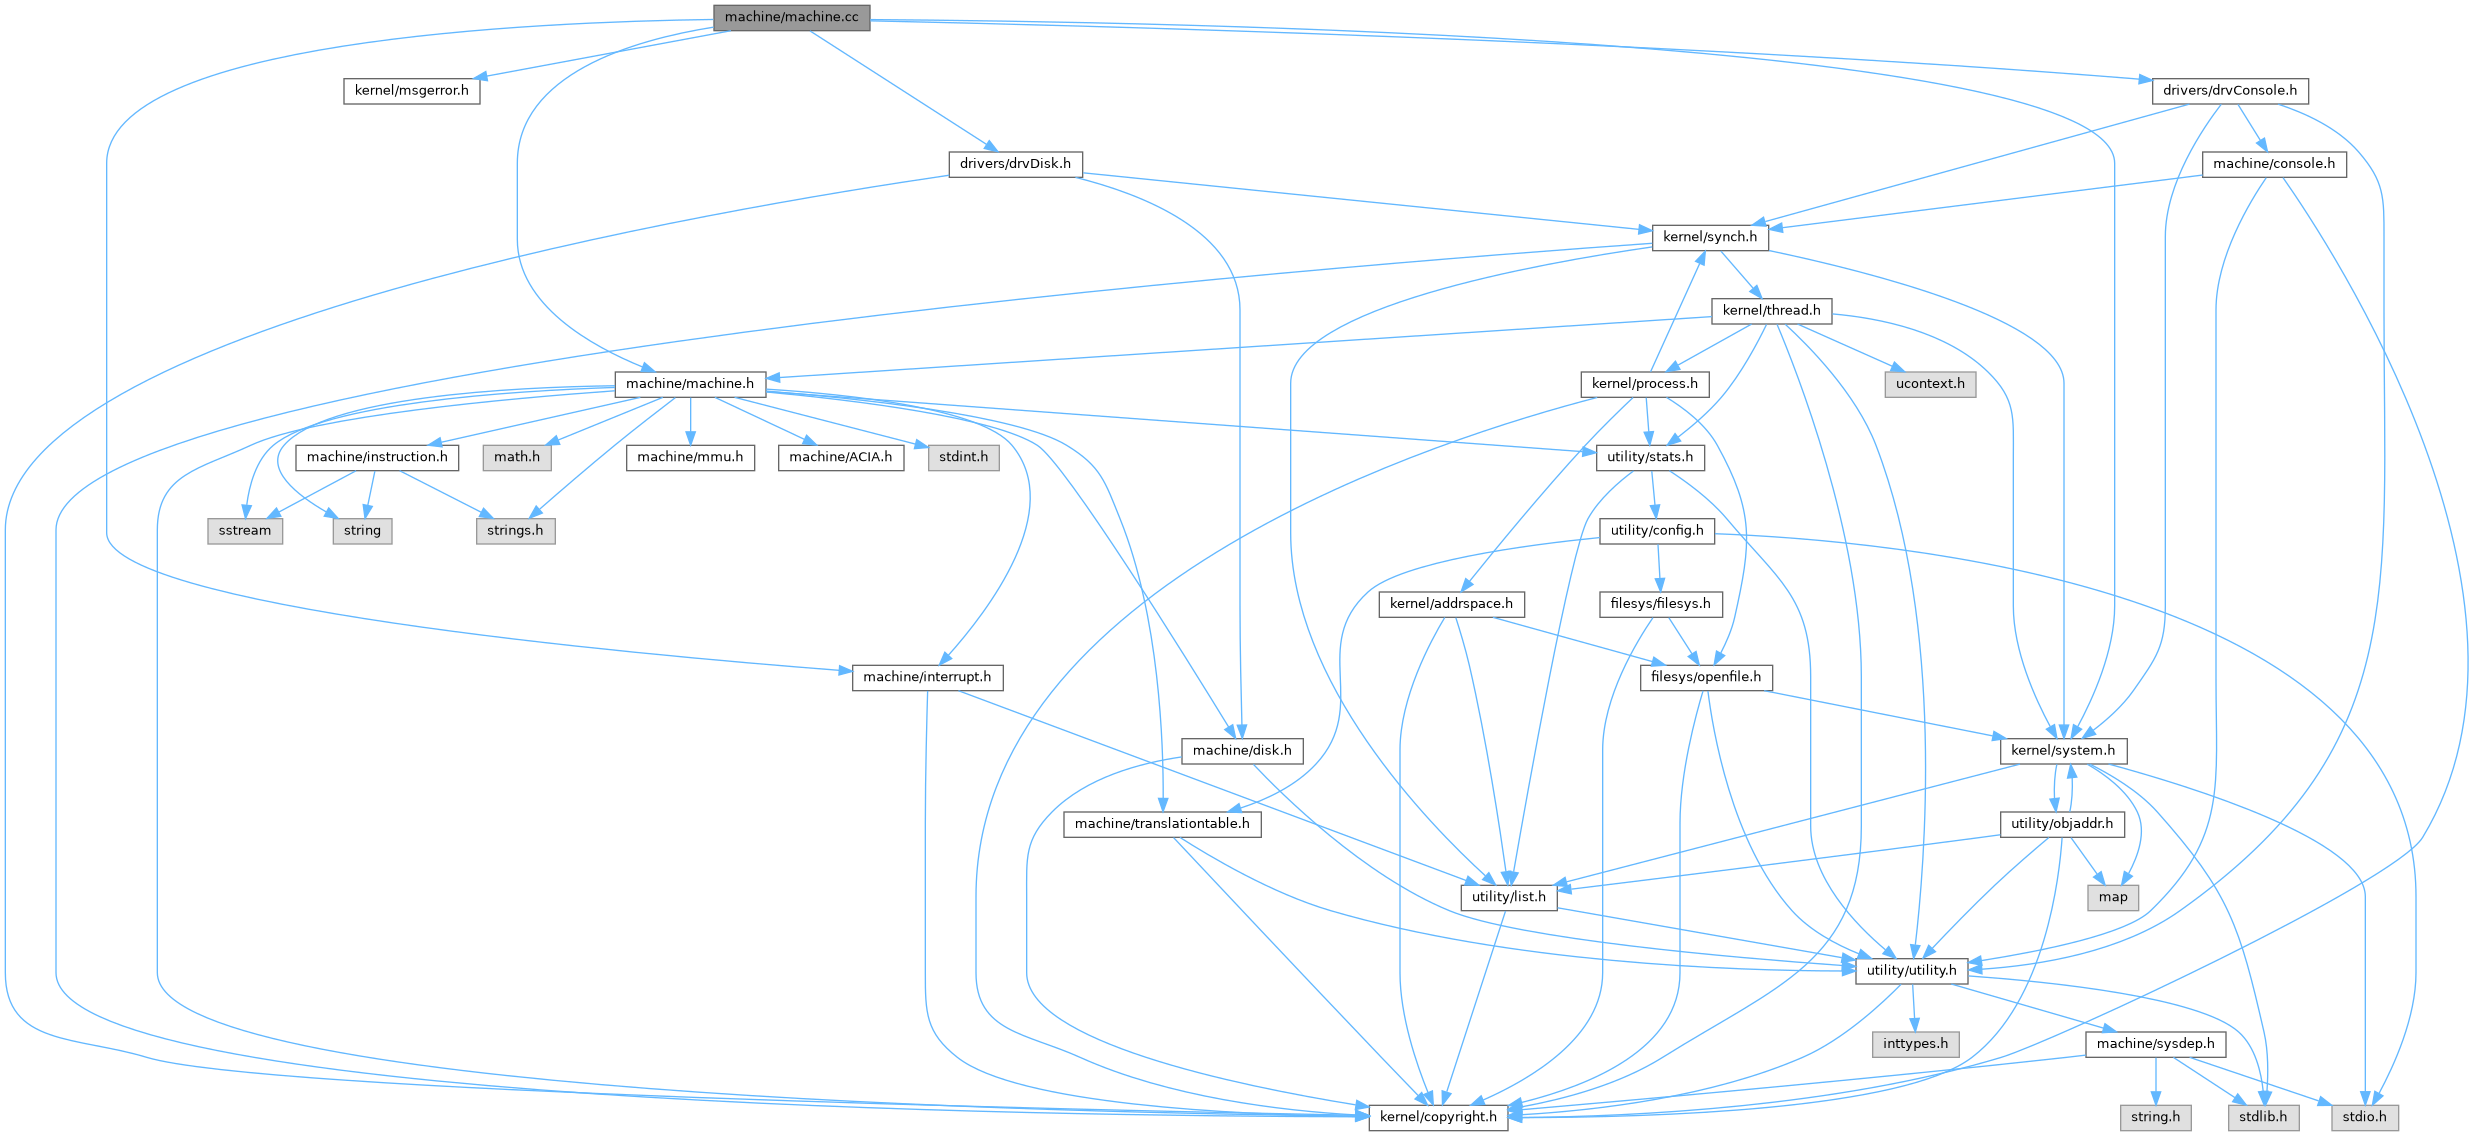 machine/machine.cc
kernel/msgerror.h
drivers/drvConsole.h
drivers/drvDisk.h
machine/console.h
kernel/synch.h
kernel/thread.h
machine/machine.h
kernel/process.h
ucontext.h
machine/instruction.h
math.h
machine/mmu.h
machine/ACIA.h
stdint.h
utility/stats.h
sstream
string
strings.h
utility/config.h
kernel/addrspace.h
filesys/filesys.h
machine/interrupt.h
filesys/openfile.h
machine/disk.h
kernel/system.h
machine/translationtable.h
utility/objaddr.h
utility/list.h
map
utility/utility.h
inttypes.h
machine/sysdep.h
kernel/copyright.h
string.h
stdlib.h
stdio.h